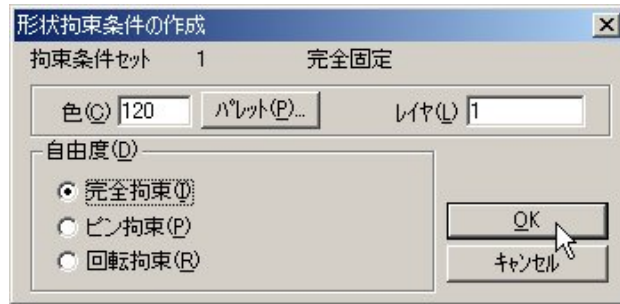 形状拘束条件の作成
拘束条件ｾｯﾄ 1 完全固定
色(C) 120 ﾊﾟﾚｯﾄ(P)... ﾚｲﾔ(L) 1
自由度(D)
完全拘束(I)
ピン拘束(P)
回転拘束(R)
OK
ｷｬﾝｾﾙ